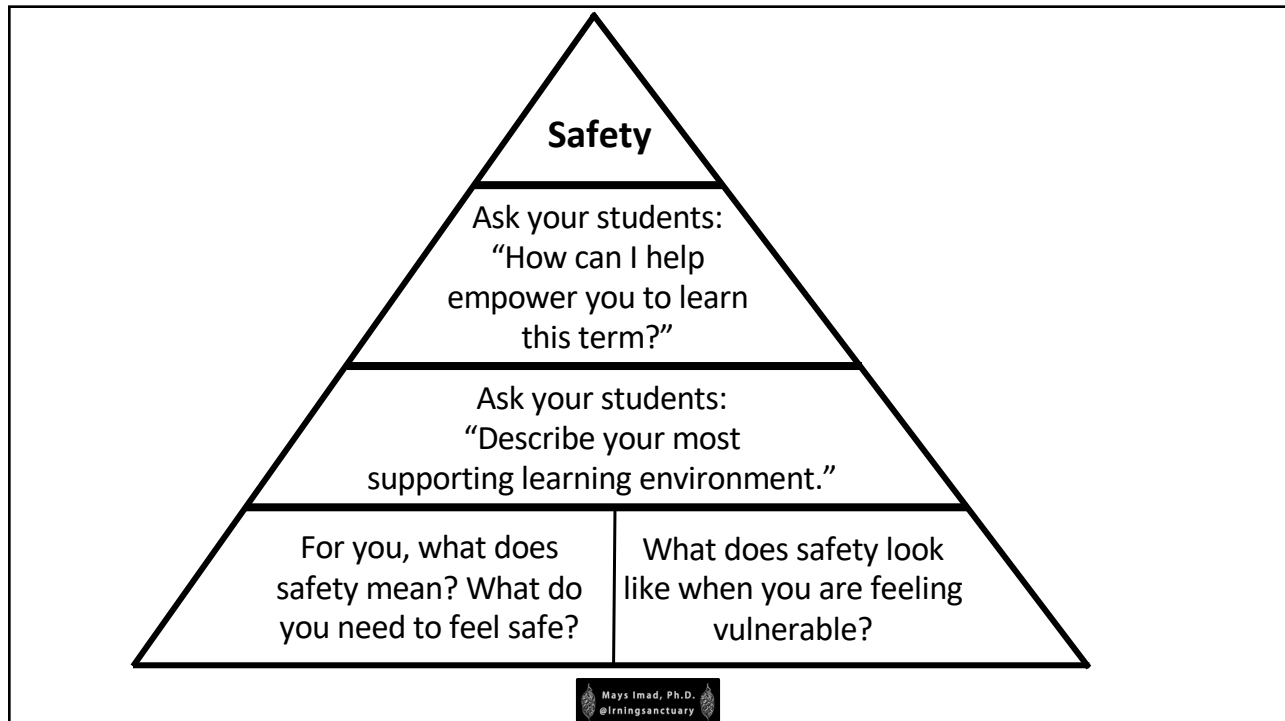 Safety
Ask your students:
“How can I help
empower you to learn
this term?”
Ask your students:
“Describe your most
supporting learning environment.”
For you, what does
safety mean? What do
you need to feel safe?
What does safety look
like when you are feeling
vulnerable?
Mays Imad, Ph.D.
@lrningsanctuary